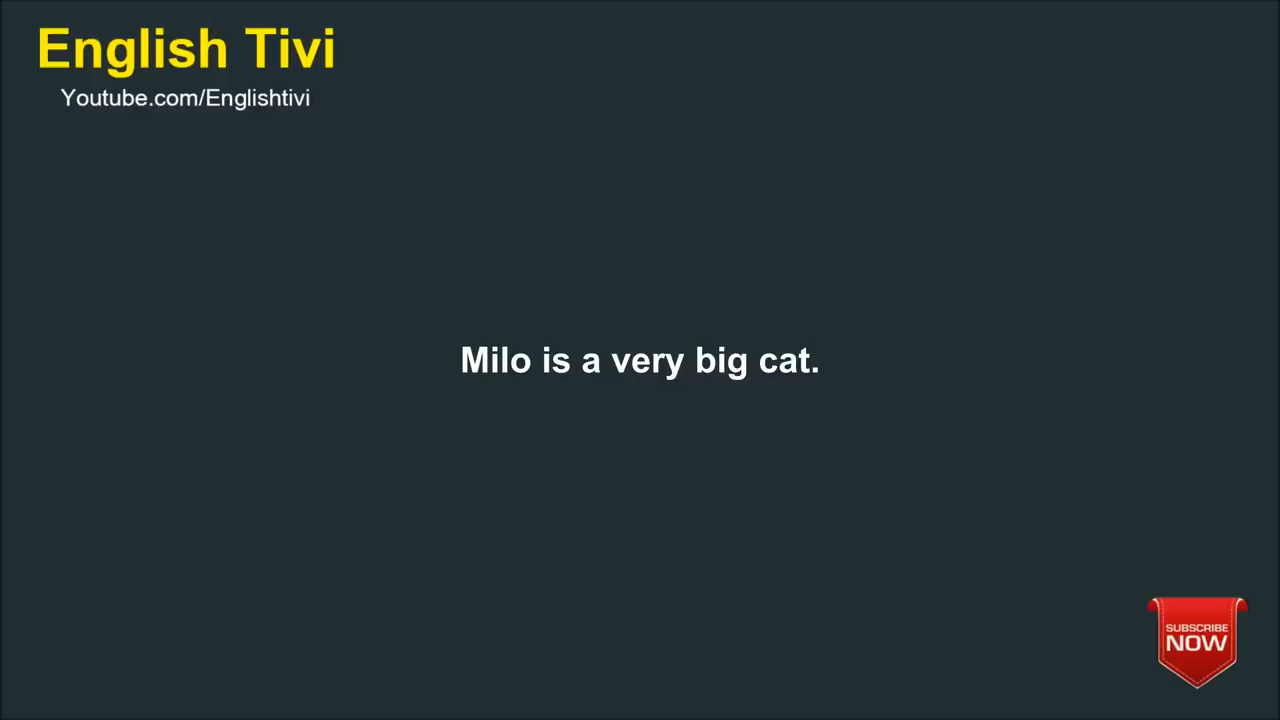 English Tivi
Youtube.com/Englishtivi
Milo is a very big cat.
SUBSCRIBE
NOW